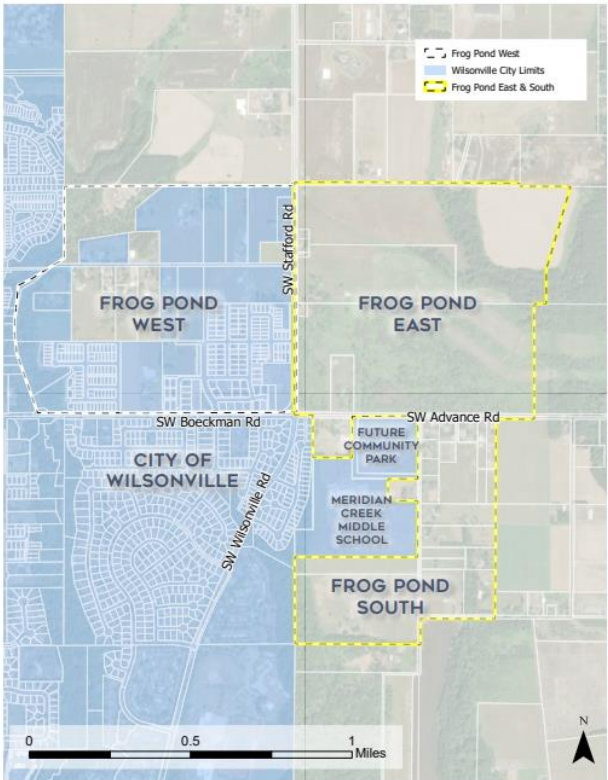 Frog Pond West
Wilsonville City Limits
Frog Pond East & South
SW Stafford Rd
FROG POND
WEST
FROG POND
EAST
SW Boeckman Rd
SW Advance Rd
CITY OF
WILSONVILLE
SW Wilsonville Rd
FUTURE
COMMUNITY
PARK
MERIDIAN
CREEK
MIDDLE
SCHOOL
FROG POND
SOUTH
0 0.5 1
Miles
N